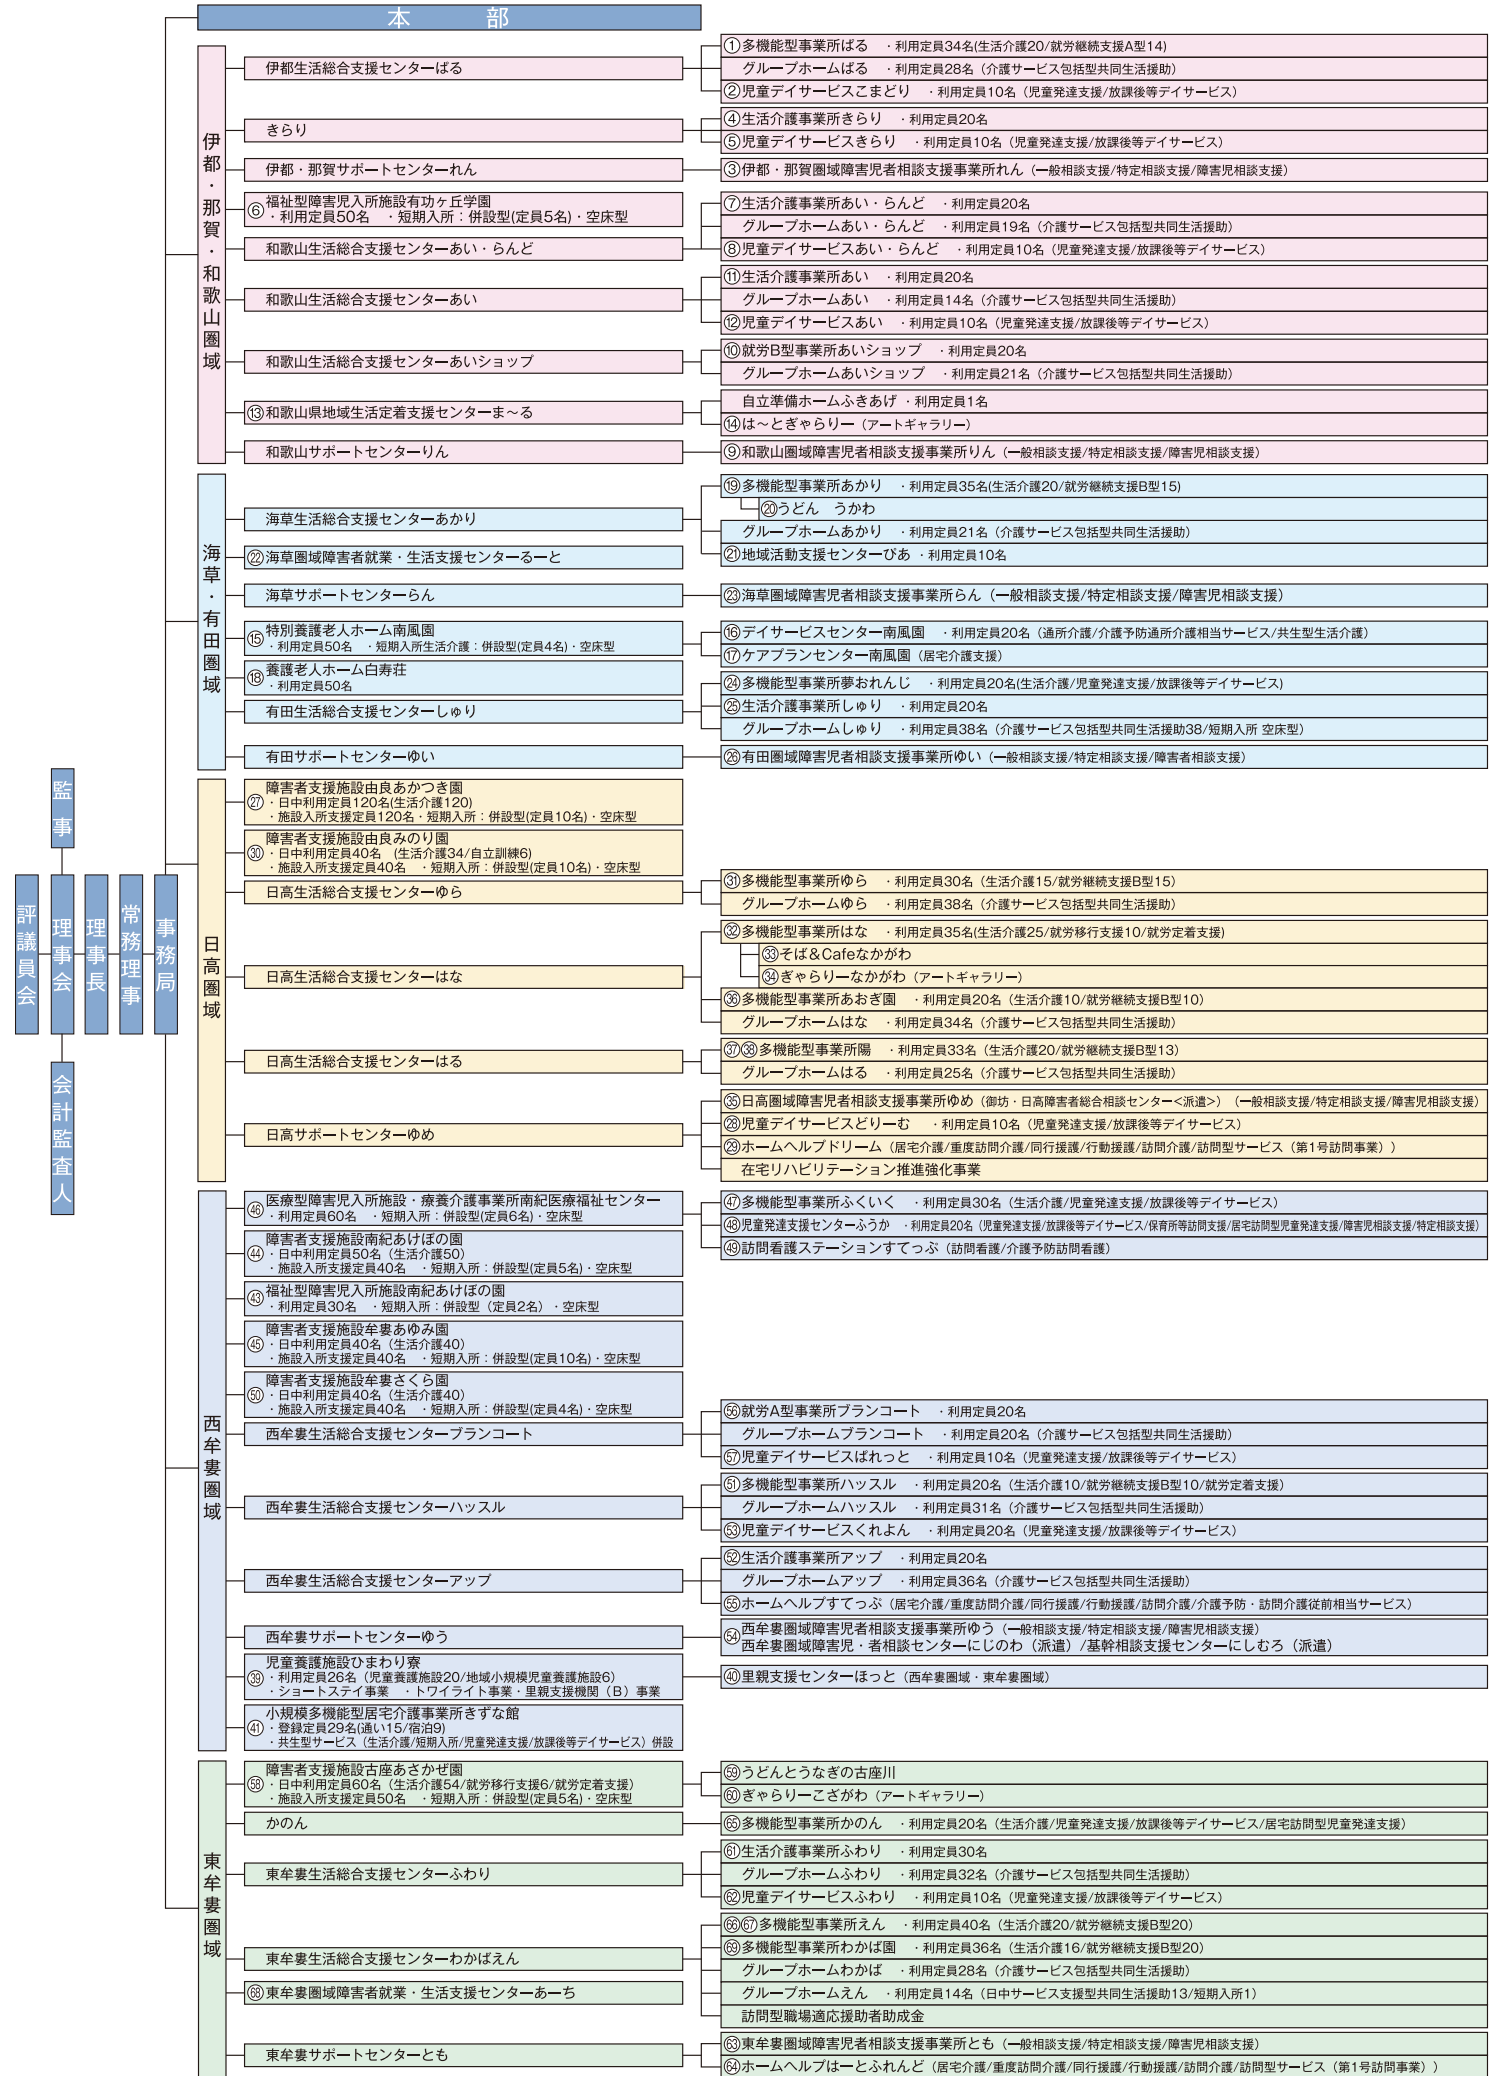 本　部
監事
評議員会
理事会
理事長
常務理事
事務局
会計監査人
伊都・那賀・和歌山圏域
伊都生活総合支援センターぱる
①多機能型事業所ぱる ・利用定員34名(生活介護20/就労継続支援A型14)
グループホームぱる ・利用定員28名（介護サービス包括型共同生活援助）
②児童デイサービスこまどり ・利用定員10名（児童発達支援/放課後等デイサービス）
きらり
④生活介護事業所きらり ・利用定員20名
⑤児童デイサービスきらり ・利用定員10名（児童発達支援/放課後等デイサービス）
伊都・那賀サポートセンターれん
③伊都・那賀圏域障害児者相談支援事業所れん（一般相談支援/特定相談支援/障害児相談支援）
⑥福祉型障害児入所施設有功ヶ丘学園
・利用定員50名 ・短期入所：併設型(定員5名)・空床型
和歌山生活総合支援センターあい・らんど
⑦生活介護事業所あい・らんど ・利用定員20名
グループホームあい・らんど ・利用定員19名（介護サービス包括型共同生活援助）
⑧児童デイサービスあい・らんど ・利用定員10名（児童発達支援/放課後等デイサービス）
和歌山生活総合支援センターあい
⑪生活介護事業所あい ・利用定員20名
グループホームあい ・利用定員14名（介護サービス包括型共同生活援助）
⑫児童デイサービスあい ・利用定員10名（児童発達支援/放課後等デイサービス）
和歌山生活総合支援センターあいショップ
⑩就労B型事業所あいショップ ・利用定員20名
グループホームあいショップ ・利用定員21名（介護サービス包括型共同生活援助）
⑬和歌山県地域生活定着支援センターま～る
自立準備ホームふきあげ ・利用定員1名
⑭は～とぎゃらりー（アートギャラリー）
和歌山サポートセンターりん
⑨和歌山圏域障害児者相談支援事業所りん（一般相談支援/特定相談支援/障害児相談支援）
海草・有田圏域
海草生活総合支援センターあかり
⑲多機能型事業所あかり ・利用定員35名(生活介護20/就労継続支援B型15)
⑳うどん　うかわ
グループホームあかり ・利用定員21名（介護サービス包括型共同生活援助）
㉑地域活動支援センターぴあ ・利用定員10名
㉒海草圏域障害者就業・生活支援センターるーと
海草サポートセンターらん
㉓海草圏域障害児者相談支援事業所らん（一般相談支援/特定相談支援/障害児相談支援）
⑮特別養護老人ホーム南風園
・利用定員50名 ・短期入所生活介護：併設型(定員4名)・空床型
⑯デイサービスセンター南風園 ・利用定員20名（通所介護/介護予防通所介護相当サービス/共生型生活介護）
⑰ケアプランセンター南風園（居宅介護支援）
⑱養護老人ホーム白寿荘
・利用定員50名
有田生活総合支援センターしゅり
㉔多機能型事業所夢おれんじ ・利用定員20名(生活介護/児童発達支援/放課後等デイサービス)
㉕生活介護事業所しゅり ・利用定員20名
グループホームしゅり ・利用定員38名（介護サービス包括型共同生活援助38/短期入所 空床型）
有田サポートセンターゆい
㉖有田圏域障害児者相談支援事業所ゆい（一般相談支援/特定相談支援/障害者相談支援）
日高圏域
㉗障害者支援施設由良あかつき園
・日中利用定員120名(生活介護120)
・施設入所支援定員120名・短期入所：併設型(定員10名)・空床型
㉚障害者支援施設由良みのり園
・日中利用定員40名 (生活介護34/自立訓練6)
・施設入所支援定員40名 ・短期入所：併設型(定員10名)・空床型
日高生活総合支援センターゆら
㉛多機能型事業所ゆら ・利用定員30名（生活介護15/就労継続支援B型15）
グループホームゆら ・利用定員38名（介護サービス包括型共同生活援助）
日高生活総合支援センターはな
㉜多機能型事業所はな ・利用定員35名(生活介護25/就労移行支援10/就労定着支援)
㉝そば＆Cafeなかがわ
㉞ぎゃらりーなかがわ（アートギャラリー）
㊱多機能型事業所あおぎ園 ・利用定員20名（生活介護10/就労継続支援B型10）
グループホームはな ・利用定員34名（介護サービス包括型共同生活援助）
日高生活総合支援センターはる
㊲㊳多機能型事業所陽 ・利用定員33名（生活介護20/就労継続支援B型13）
グループホームはる ・利用定員25名（介護サービス包括型共同生活援助）
日高サポートセンターゆめ
㉟日高圏域障害児者相談支援事業所ゆめ（御坊・日高障害者総合相談センター<派遣>）（一般相談支援/特定相談支援/障害児相談支援）
㉘児童デイサービスどりーむ ・利用定員10名（児童発達支援/放課後等デイサービス）
㉙ホームヘルプドリーム（居宅介護/重度訪問介護/同行援護/行動援護/訪問介護/訪問型サービス（第1号訪問事業））
在宅リハビリテーション推進強化事業
西牟婁圏域
㊻医療型障害児入所施設・療養介護事業所南紀医療福祉センター
・利用定員60名 ・短期入所：併設型(定員6名)・空床型
㊼多機能型事業所ふくいく ・利用定員30名（生活介護/児童発達支援/放課後等デイサービス）
㊽児童発達支援センターふうか ・利用定員20名（児童発達支援/放課後等デイサービス/保育所等訪問支援/居宅訪問型児童発達支援/障害児相談支援/特定相談支援）
㊾訪問看護ステーションすてっぷ（訪問看護/介護予防訪問看護）
㊹障害者支援施設南紀あけぼの園
・日中利用定員50名（生活介護50）
・施設入所支援定員40名 ・短期入所：併設型(定員5名)・空床型
㊸福祉型障害児入所施設南紀あけぼの園
・利用定員30名 ・短期入所：併設型（定員2名）・空床型
㊺障害者支援施設牟婁あゆみ園
・日中利用定員40名（生活介護40）
・施設入所支援定員40名 ・短期入所：併設型(定員10名)・空床型
㊿障害者支援施設牟婁さくら園
・日中利用定員40名（生活介護40）
・施設入所支援定員40名 ・短期入所：併設型(定員4名)・空床型
西牟婁生活総合支援センターブランコート
56就労A型事業所ブランコート ・利用定員20名
グループホームブランコート ・利用定員20名（介護サービス包括型共同生活援助）
57児童デイサービスぱれっと ・利用定員10名（児童発達支援/放課後等デイサービス）
西牟婁生活総合支援センターハッスル
51多機能型事業所ハッスル ・利用定員20名（生活介護10/就労継続支援B型10/就労定着支援）
グループホームハッスル ・利用定員31名（介護サービス包括型共同生活援助）
53児童デイサービスくれよん ・利用定員20名（児童発達支援/放課後等デイサービス）
西牟婁生活総合支援センターアップ
52生活介護事業所アップ ・利用定員20名
グループホームアップ ・利用定員36名（介護サービス包括型共同生活援助）
55ホームヘルプすてっぷ（居宅介護/重度訪問介護/同行援護/行動援護/訪問介護/介護予防・訪問介護従前相当サービス）
西牟婁サポートセンターゆう
54西牟婁圏域障害児者相談支援事業所ゆう（一般相談支援/特定相談支援/障害児相談支援）
西牟婁圏域障害児・者相談センターにじのわ（派遣）/基幹相談支援センターにしむろ（派遣）
㊴児童養護施設ひまわり寮
・利用定員26名（児童養護施設20/地域小規模児童養護施設6）
・ショートステイ事業 ・トワイライト事業・里親支援機関（B）事業
㊵里親支援センターほっと（西牟婁圏域・東牟婁圏域）
㊶小規模多機能型居宅介護事業所きずな館
・登録定員29名(通い15/宿泊9)
・共生型サービス（生活介護/短期入所/児童発達支援/放課後等デイサービス）併設
東牟婁圏域
58障害者支援施設古座あさかぜ園
・日中利用定員60名（生活介護54/就労移行支援6/就労定着支援）
・施設入所支援定員50名 ・短期入所：併設型(定員5名)・空床型
59うどんとうなぎの古座川
60ぎゃらりーこざがわ（アートギャラリー）
かのん
65多機能型事業所かのん ・利用定員20名（生活介護/児童発達支援/放課後等デイサービス/居宅訪問型児童発達支援）
東牟婁生活総合支援センターふわり
61生活介護事業所ふわり ・利用定員30名
グループホームふわり ・利用定員32名（介護サービス包括型共同生活援助）
62児童デイサービスふわり ・利用定員10名（児童発達支援/放課後等デイサービス）
東牟婁生活総合支援センターわかばえん
66 67多機能型事業所えん ・利用定員40名（生活介護20/就労継続支援B型20）
69多機能型事業所わかば園 ・利用定員36名（生活介護16/就労継続支援B型20）
グループホームわかば ・利用定員28名（介護サービス包括型共同生活援助）
グループホームえん ・利用定員14名（日中サービス支援型共同生活援助13/短期入所1）
訪問型職場適応援助者助成金
68東牟婁圏域障害者就業・生活支援センターあーち
東牟婁サポートセンターとも
63東牟婁圏域障害児者相談支援事業所とも（一般相談支援/特定相談支援/障害児相談支援）
64ホームヘルプはーとふれんど（居宅介護/重度訪問介護/同行援護/行動援護/訪問介護/訪問型サービス（第1号訪問事業））